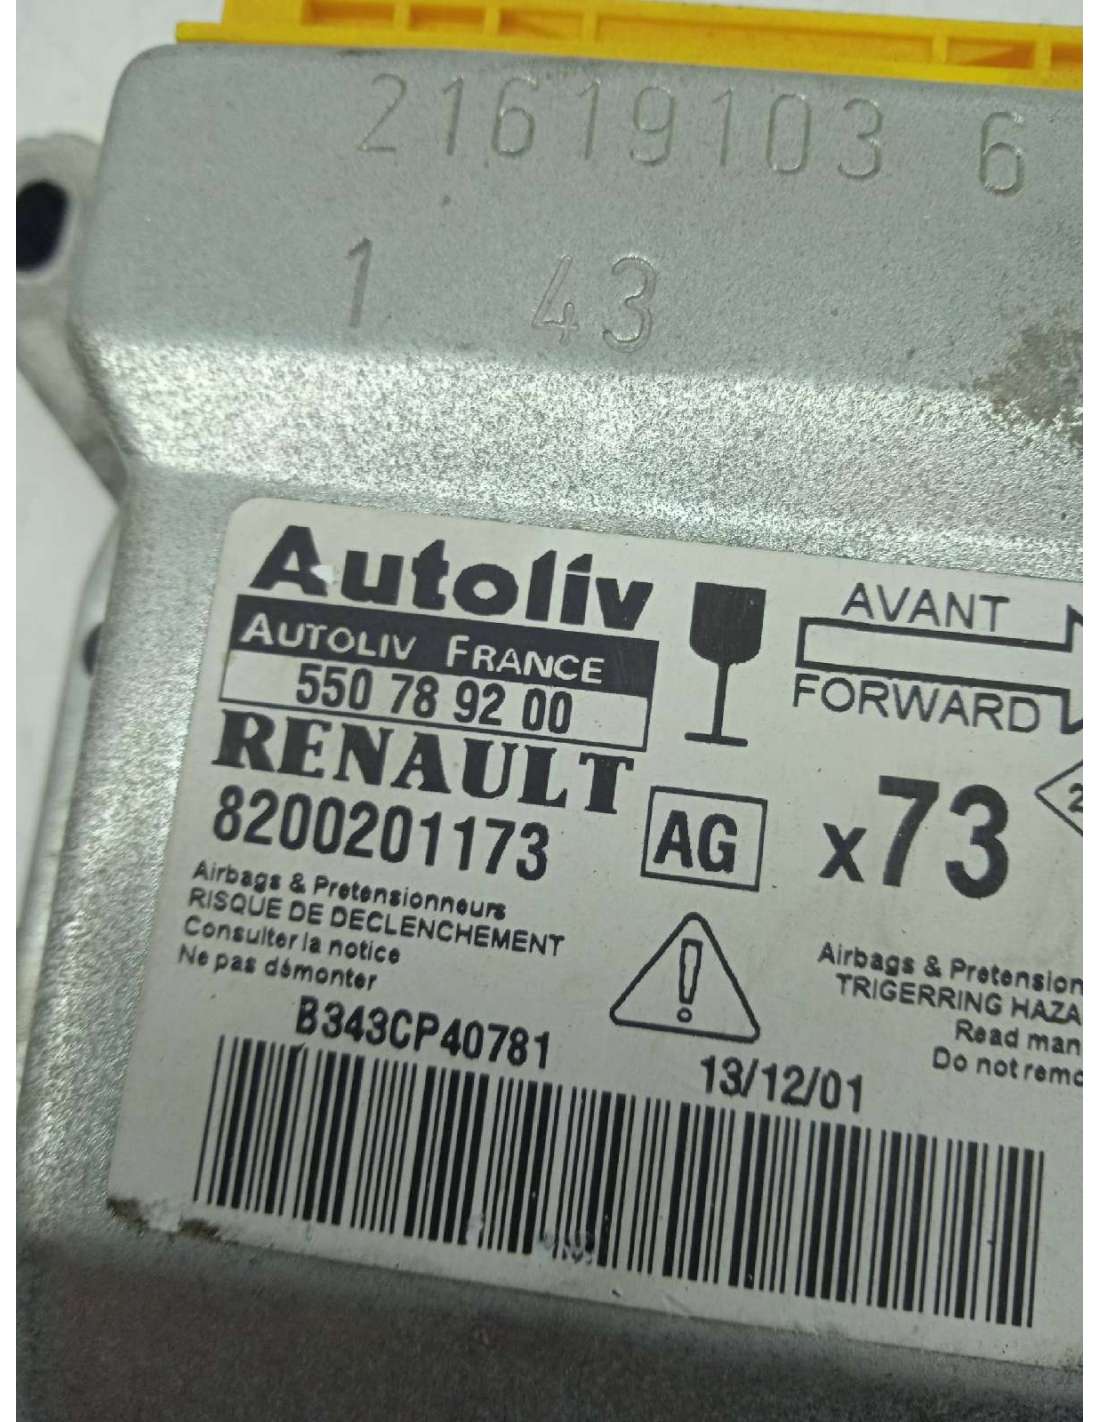 21619103 6
1 43
Autoliv
AUTOLIV FRANCE
550 78 92 00
RENAULT
8200201173
AG
x73
2
AVANT
FORWARD
Airbags & Pretensionneurs
RISQUE DE DECLENCHEMENT
Consulter la notice
Ne pas démonter
Airbags & Pretension
TRIGERRING HAZA
Read man
Do not remo
B343CP40781
13/12/01